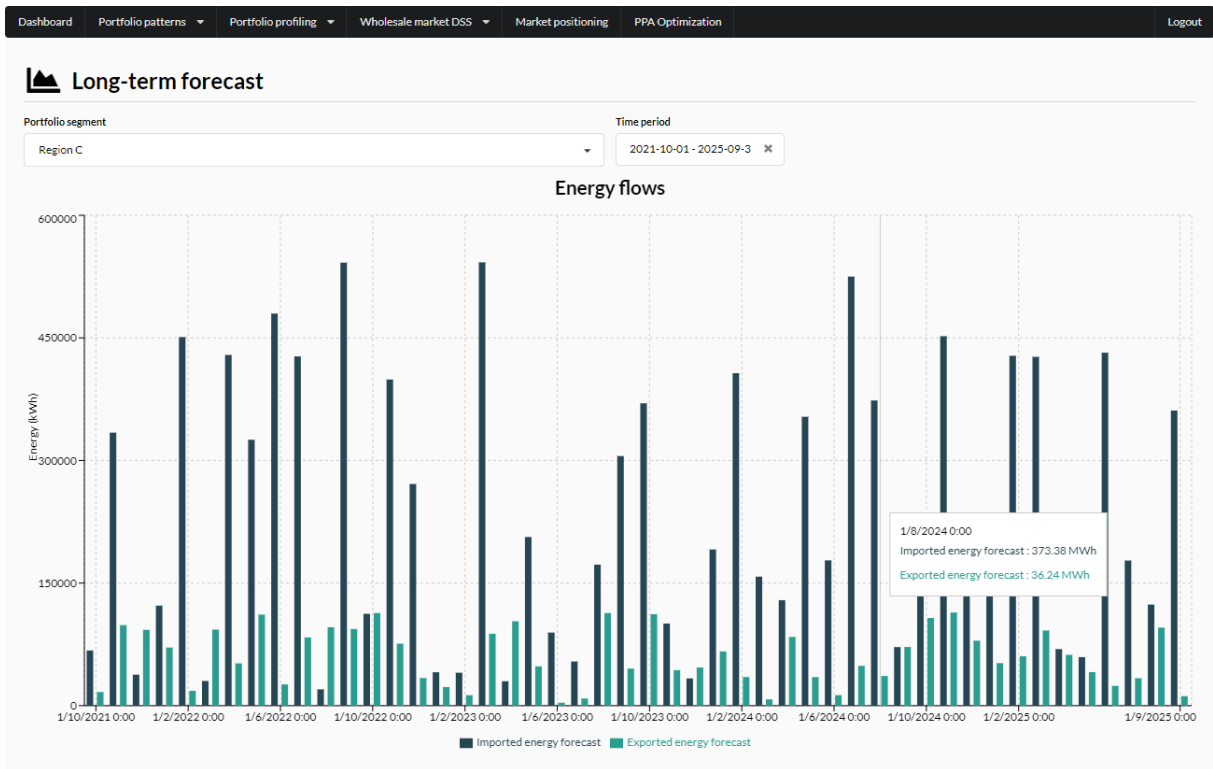 Dashboard Portfolio patterns Portfolio profiling Wholesale market DSS Market positioning PPA Optimization Logout
Long-term forecast
Portfolio segment Time period
Region C 2021-10-01 - 2025-09-3
Energy flows
600000
450000
300000
150000
0
Energy (kWh)
1/8/2024 0:00
Imported energy forecast : 373.38 MWh
Exported energy forecast : 36.24 MWh
1/10/2021 0:00 1/2/2022 0:00 1/6/2022 0:00 1/10/2022 0:00 1/2/2023 0:00 1/6/2023 0:00 1/10/2023 0:00 1/2/2024 0:00 1/6/2024 0:00 1/10/2024 0:00 1/2/2025 0:00 1/9/2025 0:00
Imported energy forecast Exported energy forecast